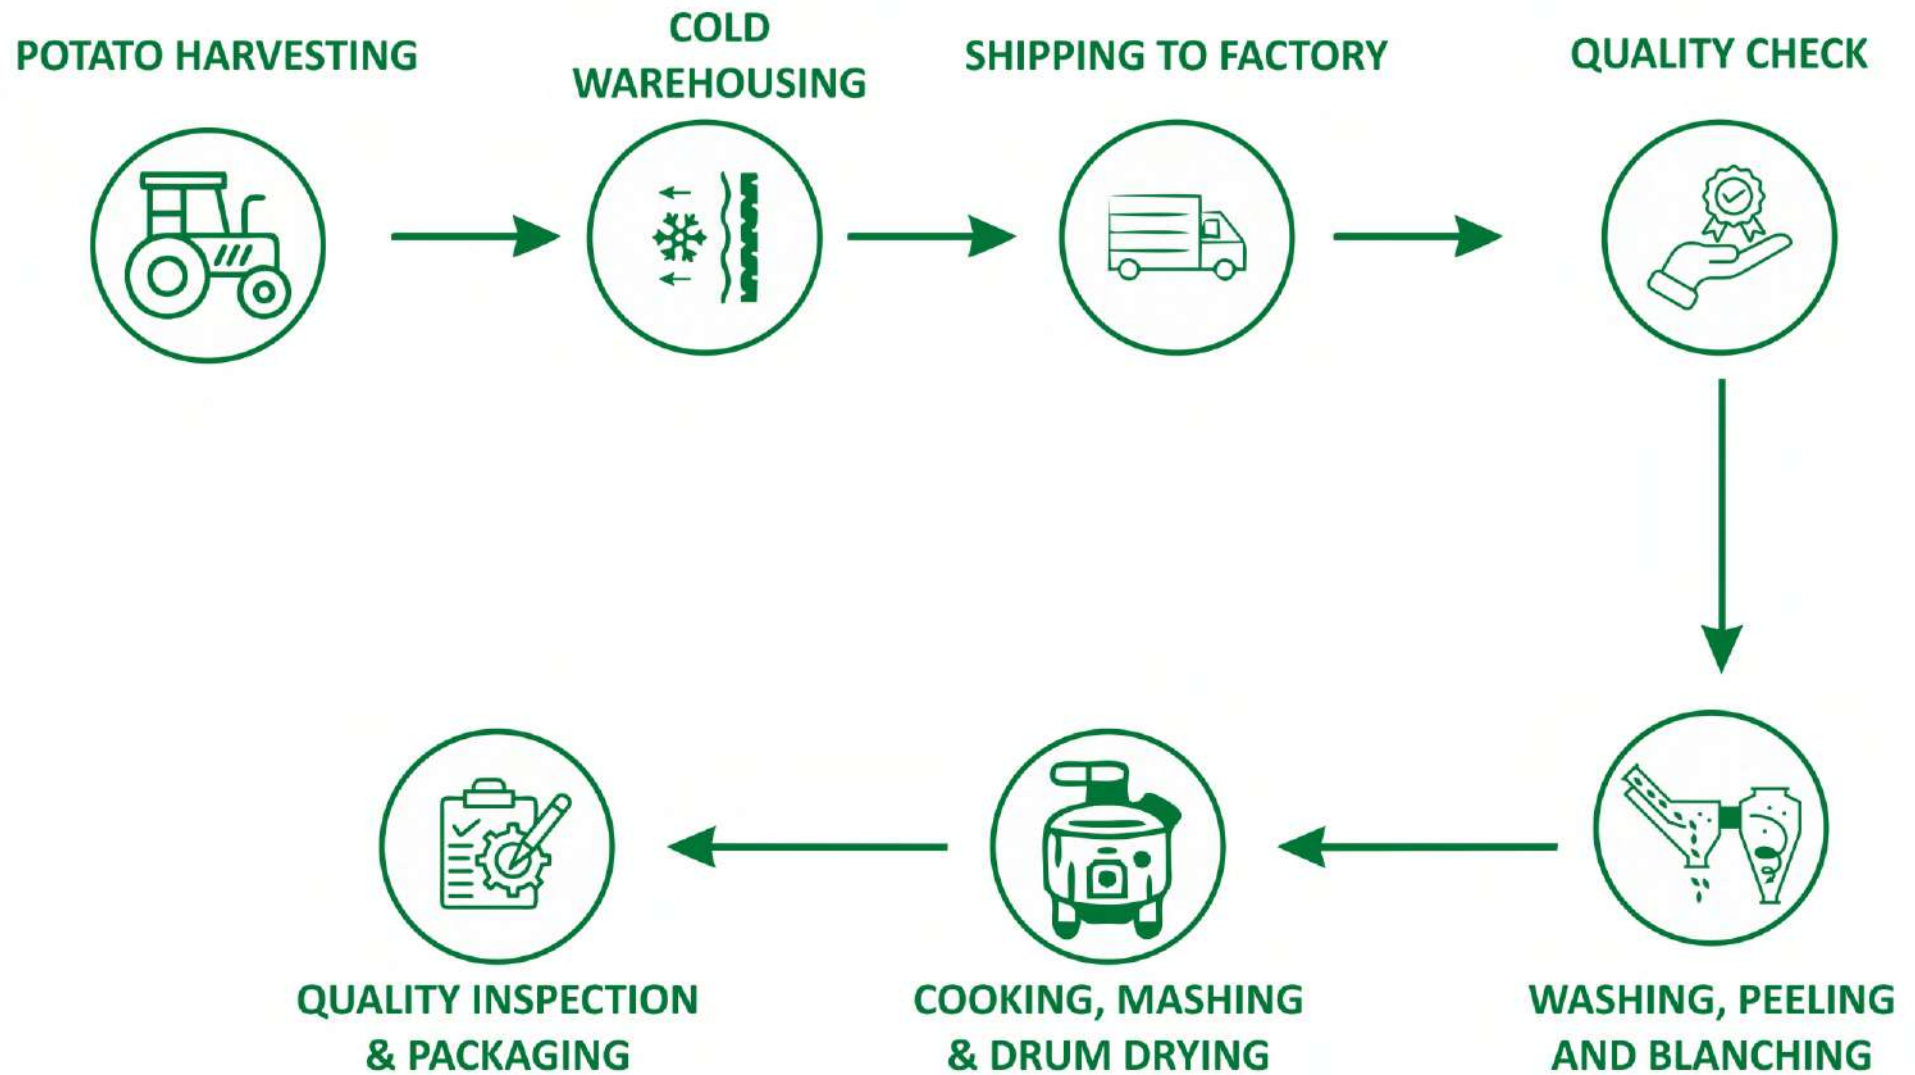 POTATO HARVESTING
COLD
WAREHOUSING
SHIPPING TO FACTORY
QUALITY CHECK
WASHING, PEELING
AND BLANCHING
COOKING, MASHING
& DRUM DRYING
QUALITY INSPECTION
& PACKAGING